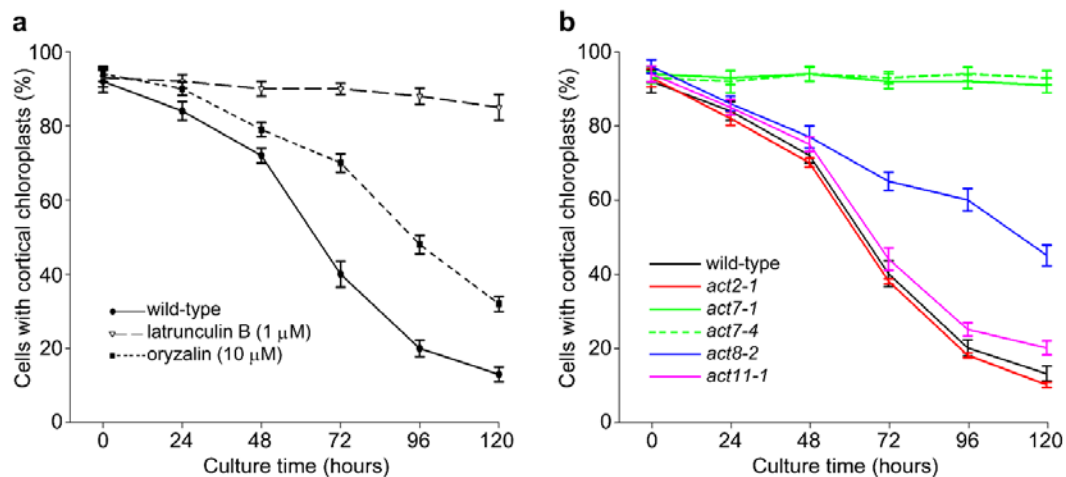 a
Cells with cortical chloroplasts (%)
100
80
60
40
20
0
wild-type
latrunculin B (1 µM)
oryzalin (10 µM)
0 24 48 72 96 120
Culture time (hours)
b
Cells with cortical chloroplasts (%)
100
80
60
40
20
0
wild-type
act2-1
act7-1
act7-4
act8-2
act11-1
0 24 48 72 96 120
Culture time (hours)